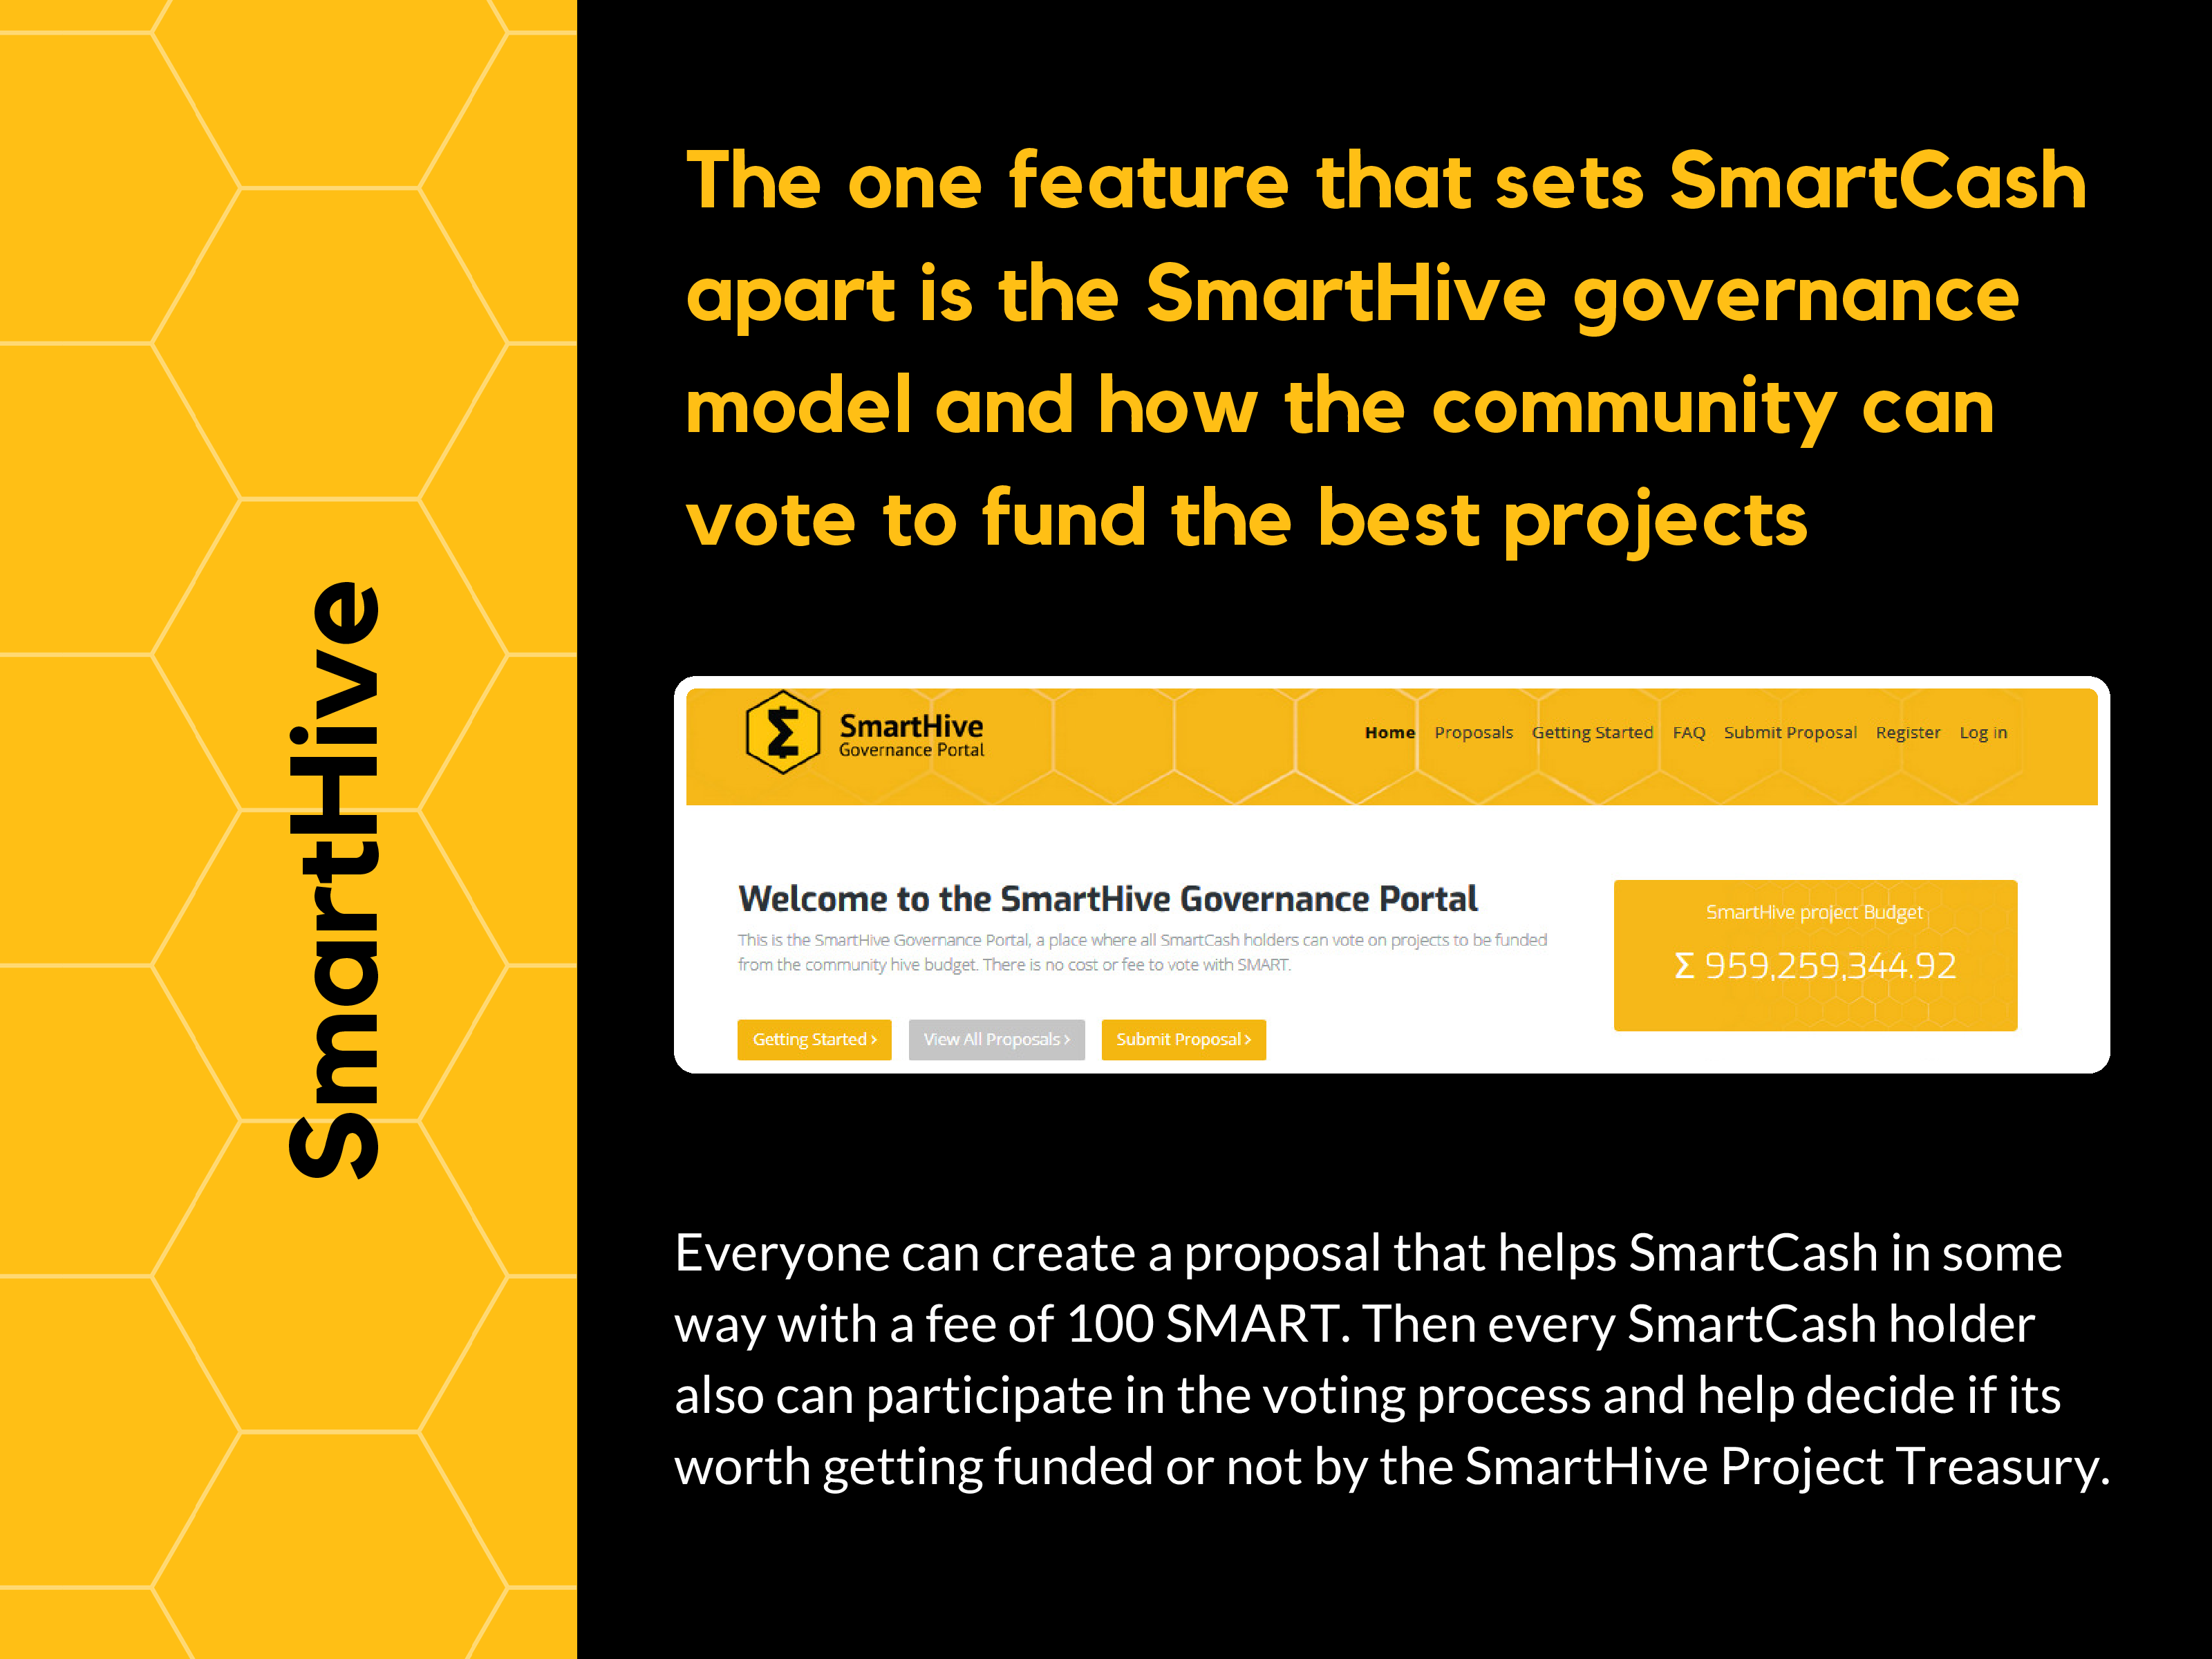 SmartHive
The one feature that sets SmartCash
apart is the SmartHive governance
model and how the community can
vote to fund the best projects
SmartHive
Governance Portal
Home Proposals Getting Started FAQ Submit Proposal Register Log in
Welcome to the SmartHive Governance Portal
This is the SmartHive Governance Portal, a place where all SmartCash holders can vote on projects to be funded
from the community hive budget. There is no cost or fee to vote with SMART.
Getting Started › View All Proposals › Submit Proposal ›
SmartHive project Budget
Σ 959,259,344.92
Everyone can create a proposal that helps SmartCash in some
way with a fee of 100 SMART. Then every SmartCash holder
also can participate in the voting process and help decide if its
worth getting funded or not by the SmartHive Project Treasury.